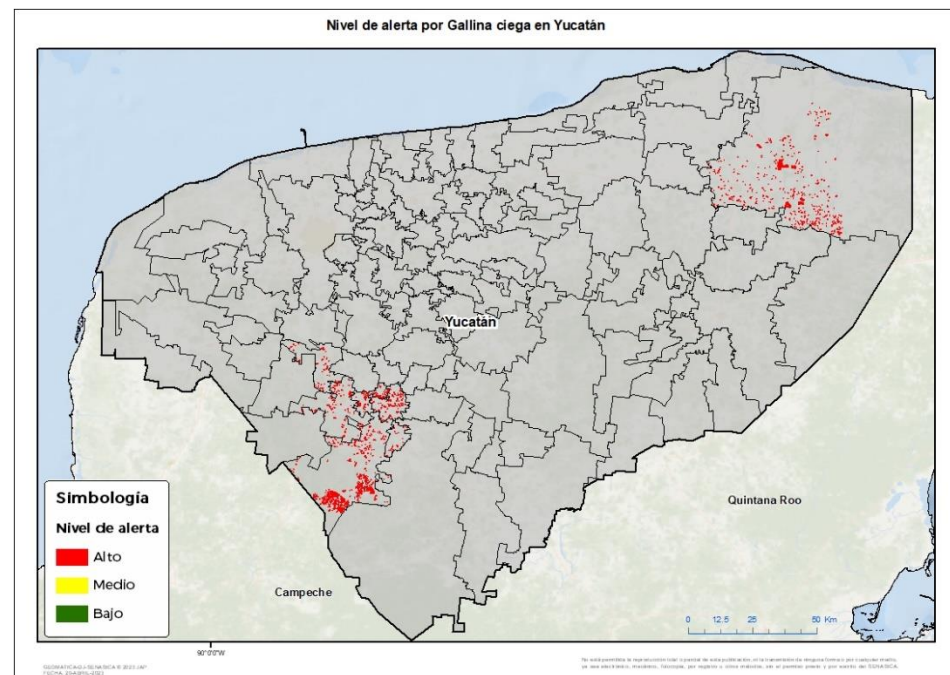 Nivel de alerta por Gallina ciega en Yucatán
Yucatán
Quintana Roo
Campeche
Simbología
Nivel de alerta
Alto
Medio
Bajo
0 12.5 25 50 Km
90°0'0"W